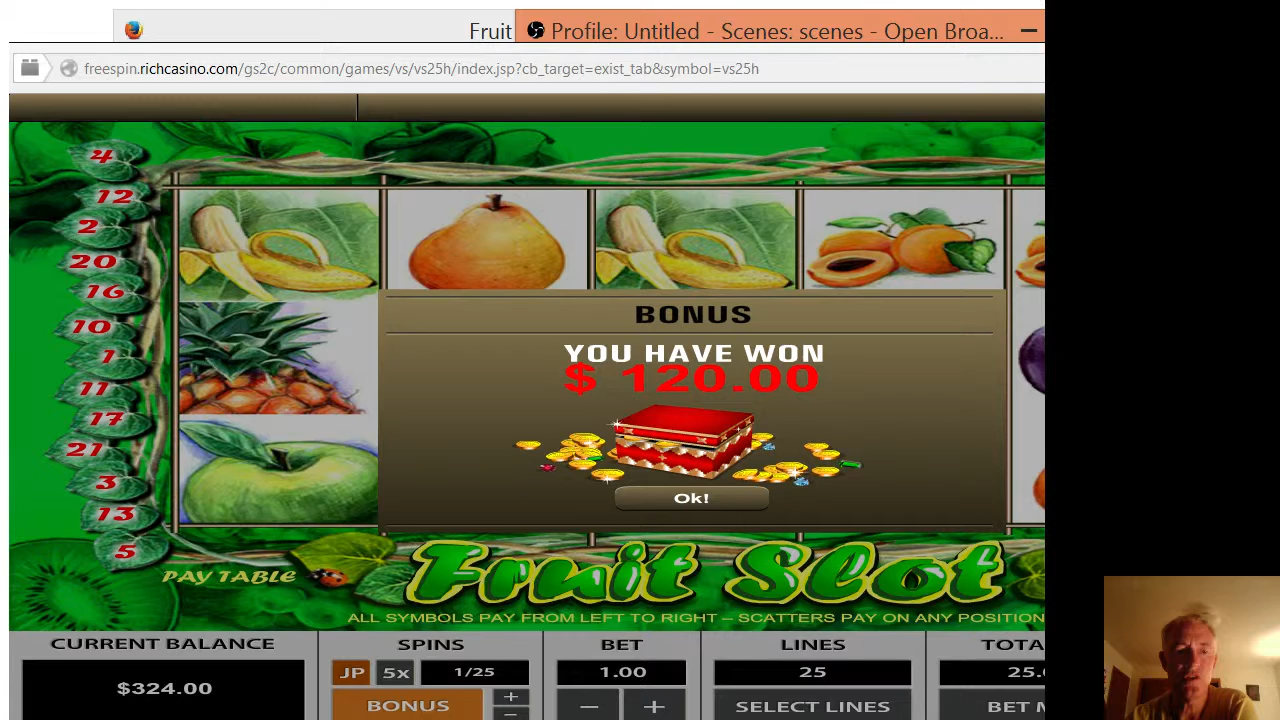 Fruit
Profile: Untitled - Scenes: scenes - Open Broa...
freespin.richcasino.com/gs2c/common/games/vs/vs25h/index.jsp?cb_target=exist_tab&symbol=vs25h
4
12
2
20
16
10
1
11
17
21
3
13
5
BONUS
YOU HAVE WON
$ 120.00
Ok!
PAY TABLE
Fruit Slot
ALL SYMBOLS PAY FROM LEFT TO RIGHT – SCATTERS PAY ON ANY POSITION
CURRENT BALANCE
SPINS
BET
LINES
TOTA
$324.00
JP
5x
1/25
1.00
25
25.
BONUS
+
−
−
+
SELECT LINES
BET M